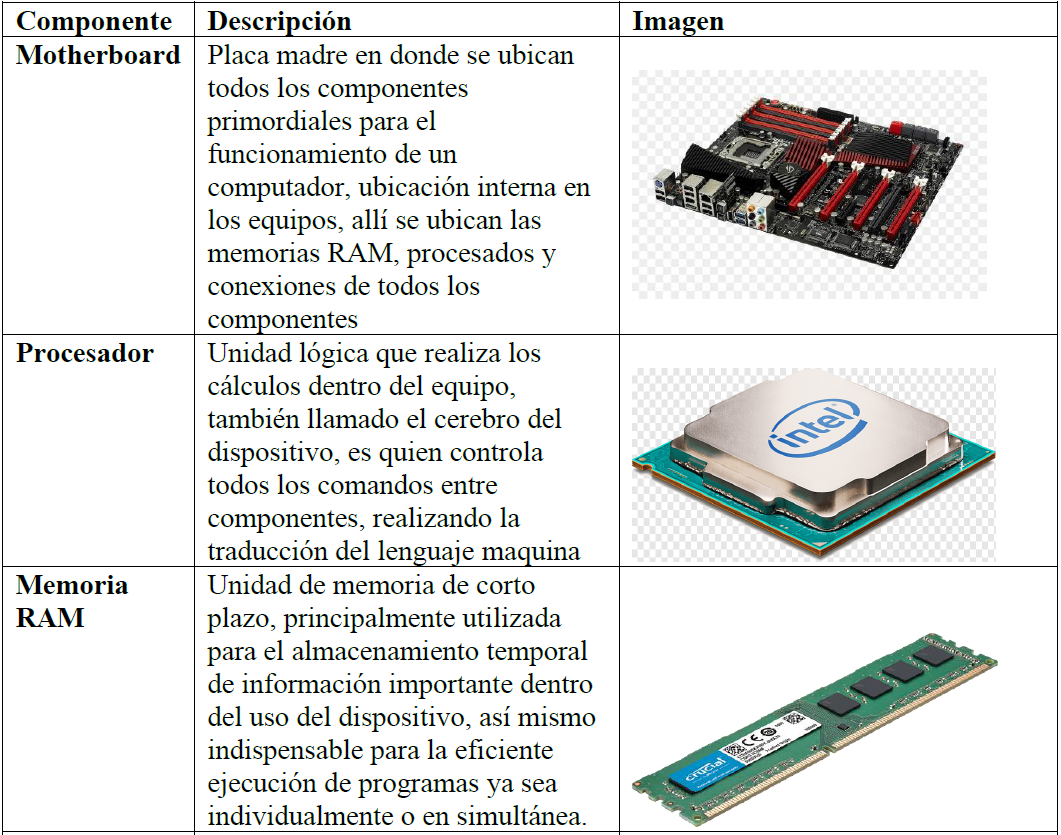 Componente Descripción Imagen
Motherboard Placa madre en donde se ubican
todos los componentes
primordiales para el
funcionamiento de un
computador, ubicación interna en
los equipos, allí se ubican las
memorias RAM, procesados y
conexiones de todos los
componentes
Procesador Unidad lógica que realiza los
cálculos dentro del equipo,
también llamado el cerebro del
dispositivo, es quien controla
todos los comandos entre
componentes, realizando la
traducción del lenguaje maquina
intel
Memoria Unidad de memoria de corto
RAM plazo, principalmente utilizada
para el almacenamiento temporal
de información importante dentro
del uso del dispositivo, así mismo
indispensable para la eficiente
ejecución de programas ya sea
individualmente o en simultánea.
crucial